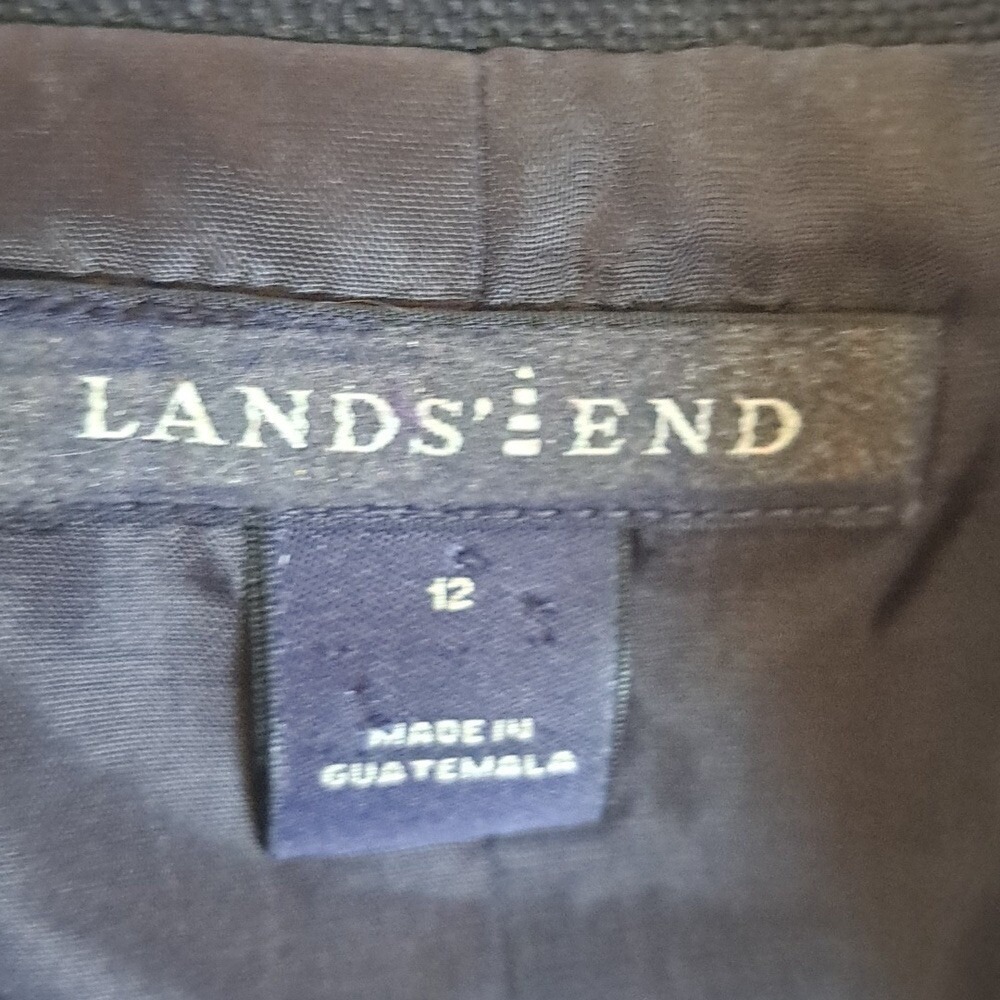 LANDS' END
12
MADE IN
GUATEMALA